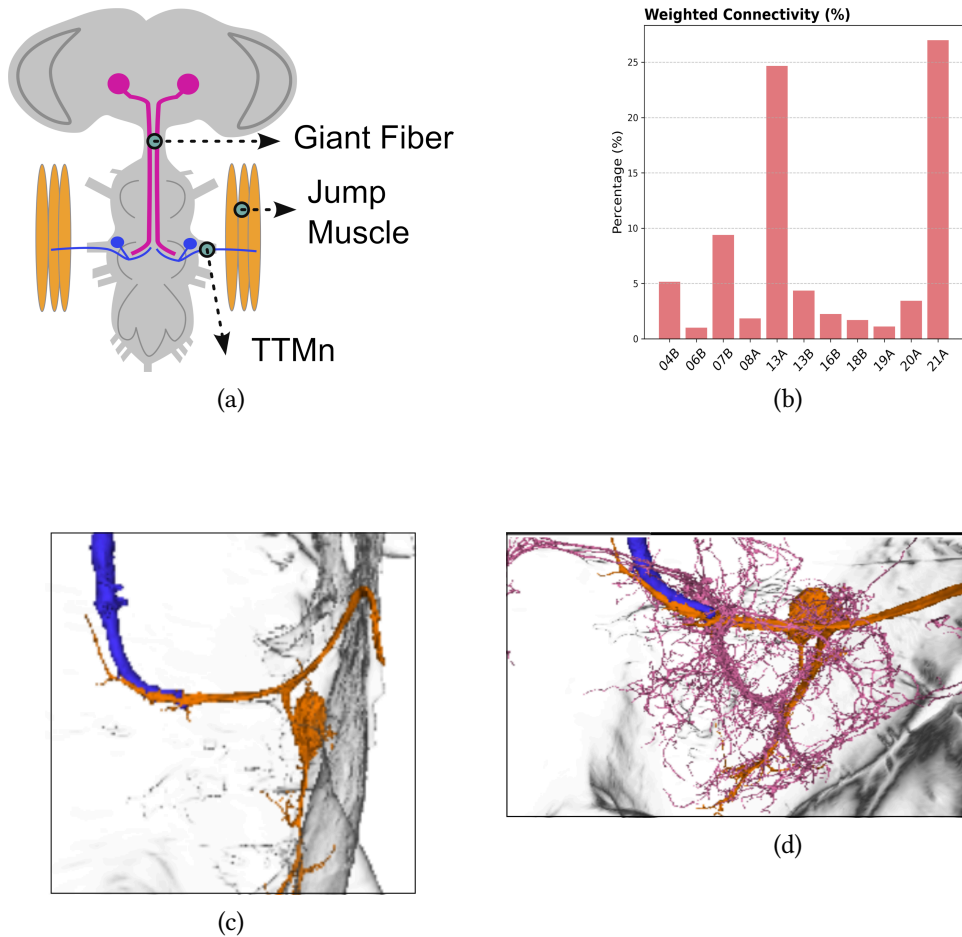 Giant Fiber
Jump
Muscle
TTMn
(a)
Weighted Connectivity (%)
Percentage (%)
25
20
15
10
5
0
04B 06B 07B 08A 13A 13B 16B 18B 19A 20A 21A
(b)
(c)
(d)